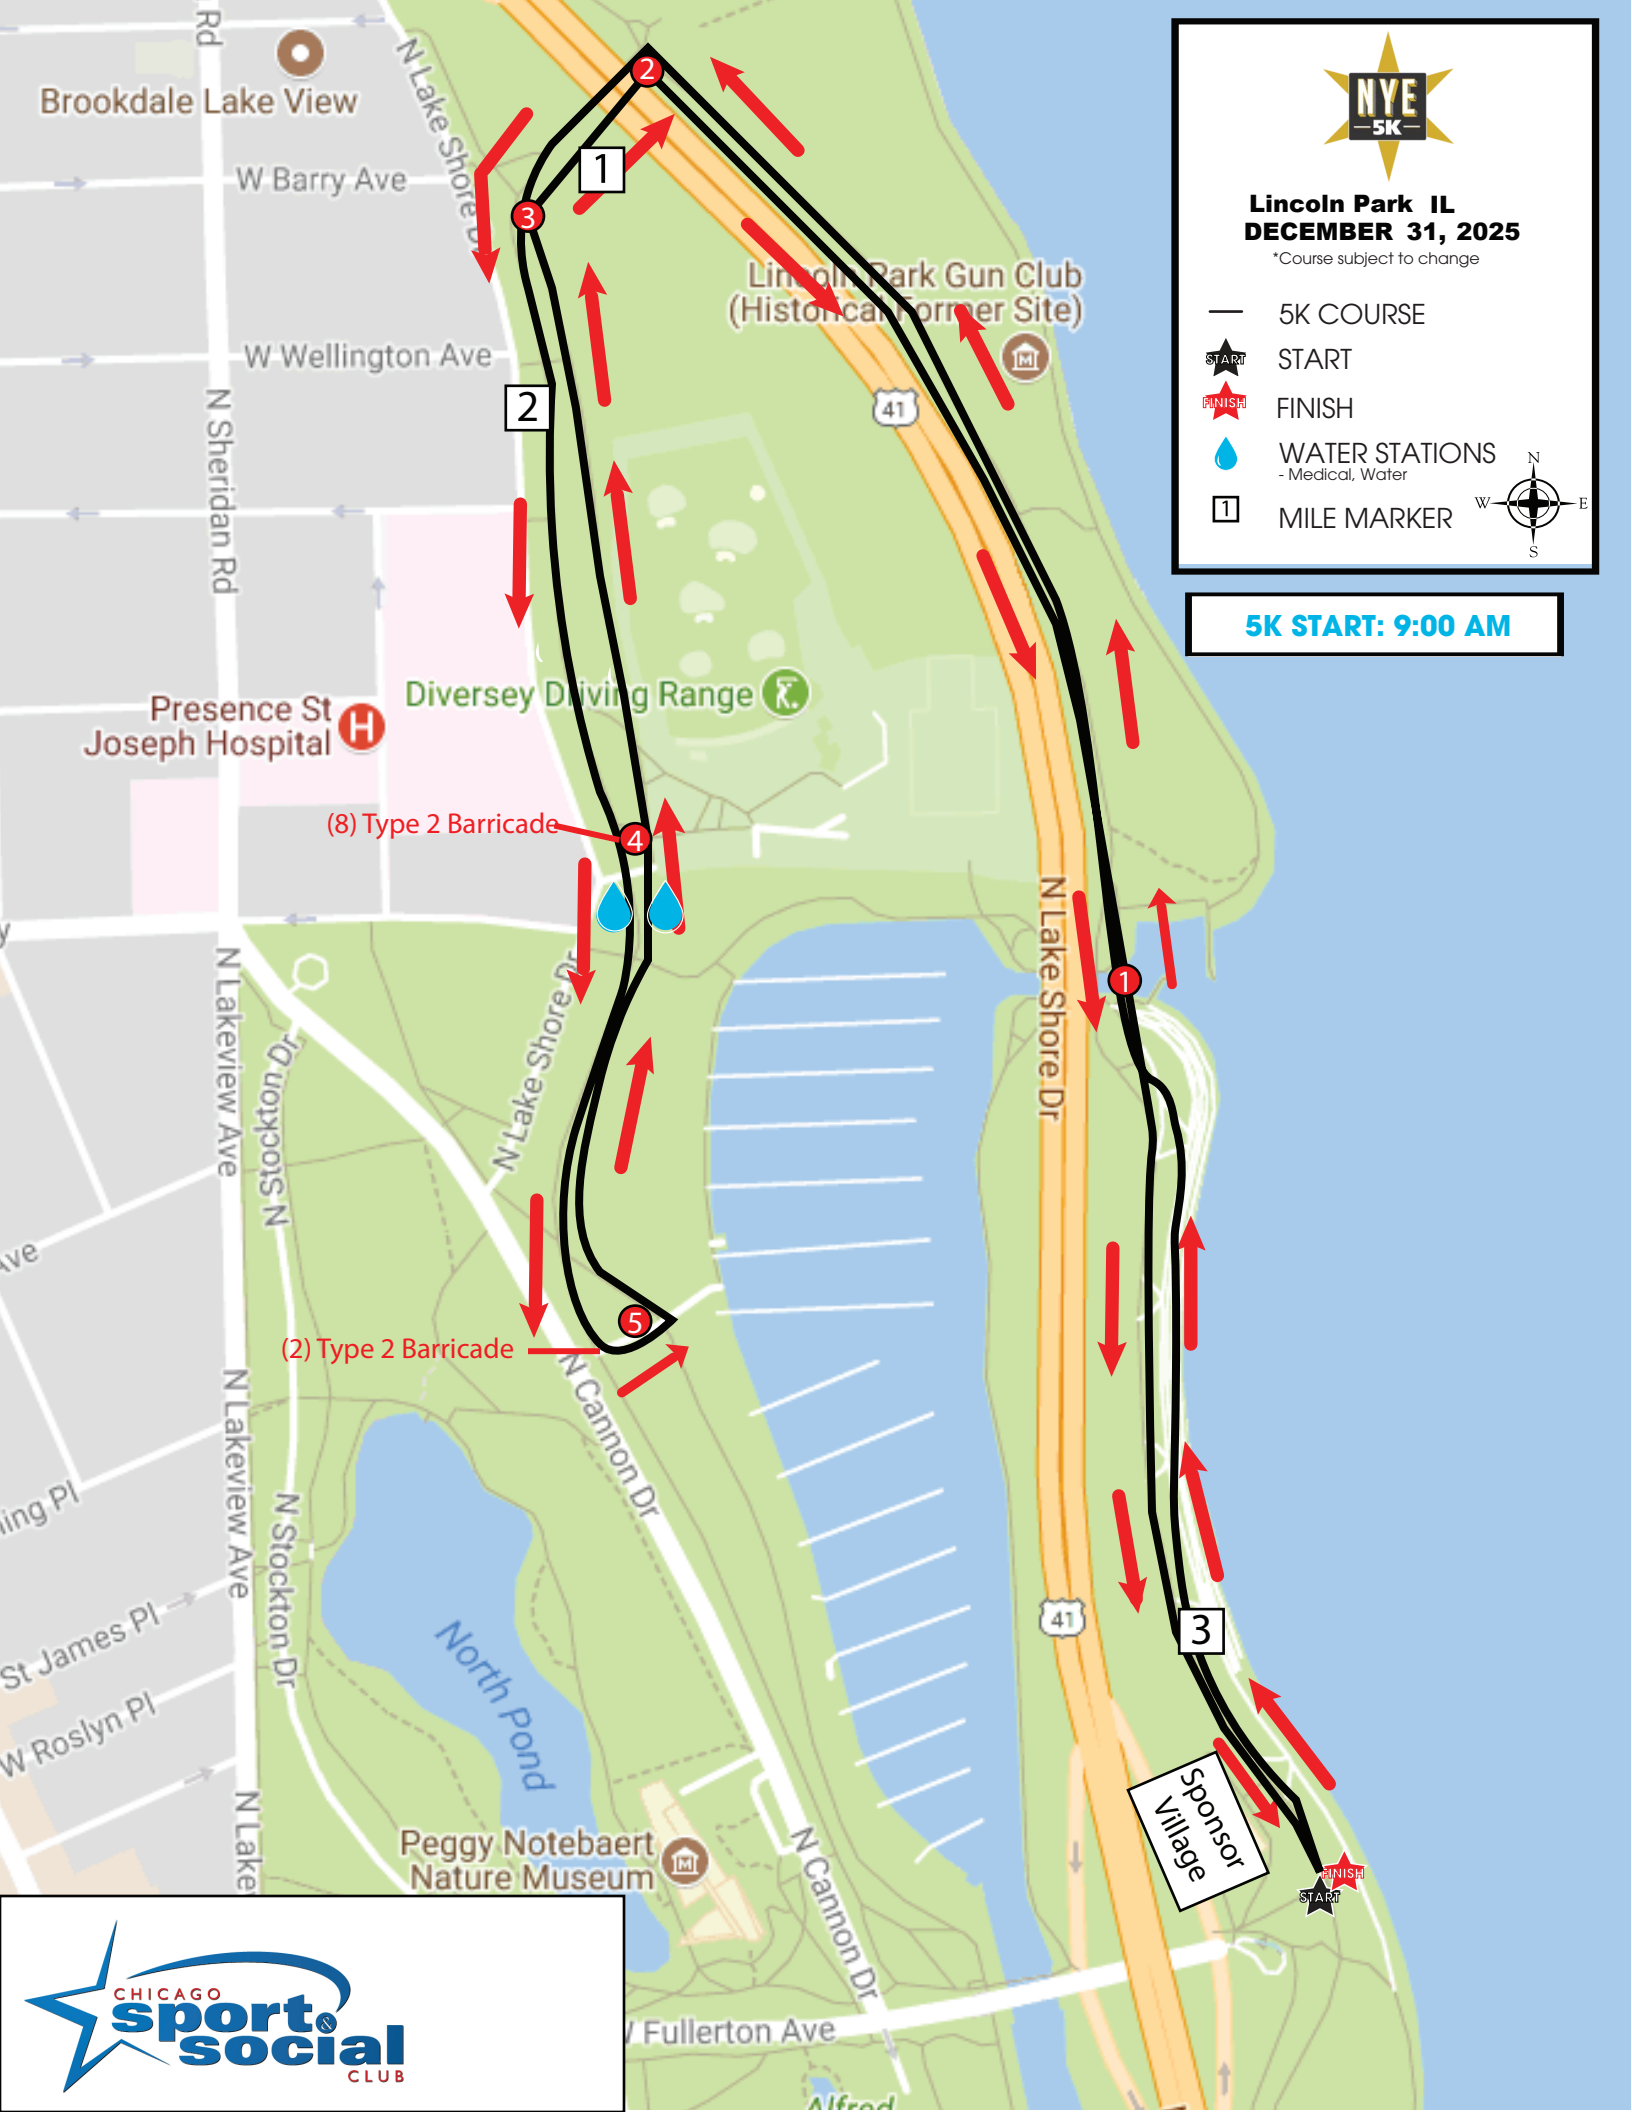 Rd
Brookdale Lake View
N Lake Shore Dr
W Barry Ave
W Wellington Ave
N Sheridan Rd
2
1
3
2
Lincoln Park Gun Club
(Historical Former Site)
41
NYE
5K
Lincoln Park IL
DECEMBER 31, 2025
*Course subject to change
5K COURSE
START
START
FINISH
FINISH
WATER STATIONS
- Medical, Water
1
MILE MARKER
N
W
E
S
5K START: 9:00 AM
Diversey Driving Range
Presence St
Joseph Hospital
H
(8) Type 2 Barricade
4
N Lake Shore Dr
1
N Lakeview Ave
N Stockton Dr
N Lake Shore Dr
5
(2) Type 2 Barricade
N Cannon Dr
N Lakeview Ave
N Stockton Dr
Ave
ing Pl
St James Pl
W Roslyn Pl
N Lake
North Pond
41
3
Sponsor
Village
FINISH
START
Peggy Notebaert
Nature Museum
N Cannon Dr
Fullerton Ave
Alfred
CHICAGO
sport &
social
CLUB